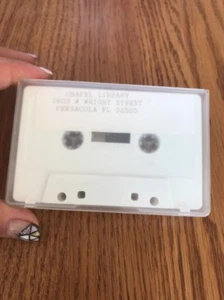 CHAPEL LIBRARY
2603 W WRIGHT STREET
PENSACOLA FL 32505